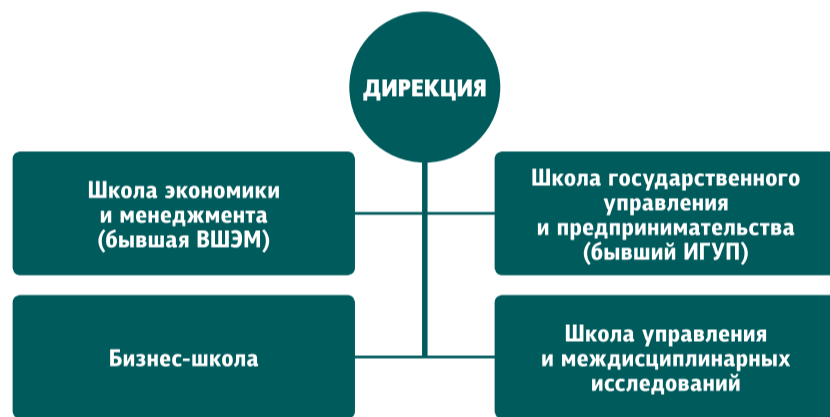 ДИРЕКЦИЯ
Школа экономики
и менеджмента
(бывшая ВШЭМ)
Школа государственного
управления
и предпринимательства
(бывший ИГУП)
Бизнес-школа
Школа управления
и междисциплинарных
исследований